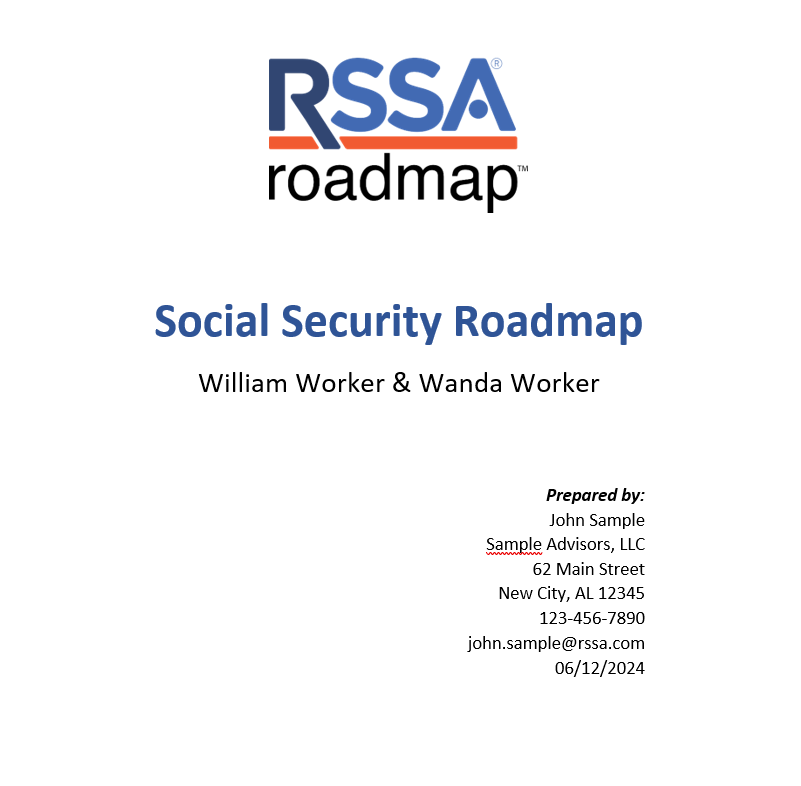 RSSA®
roadmap™
Social Security Roadmap
William Worker & Wanda Worker
Prepared by:
John Sample
Sample Advisors, LLC
62 Main Street
New City, AL 12345
123-456-7890
john.sample@rssa.com
06/12/2024